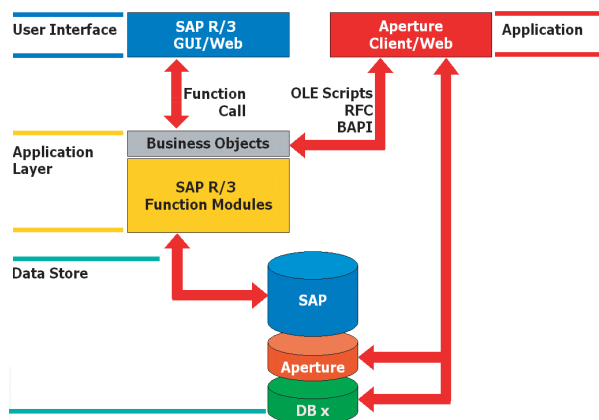 User Interface
SAP R/3
GUI/Web
Aperture
Client/Web
Application
Function
Call
OLE Scripts
RFC
BAPI
Business Objects
Application
Layer
SAP R/3
Function Modules
Data Store
SAP
Aperture
DB x